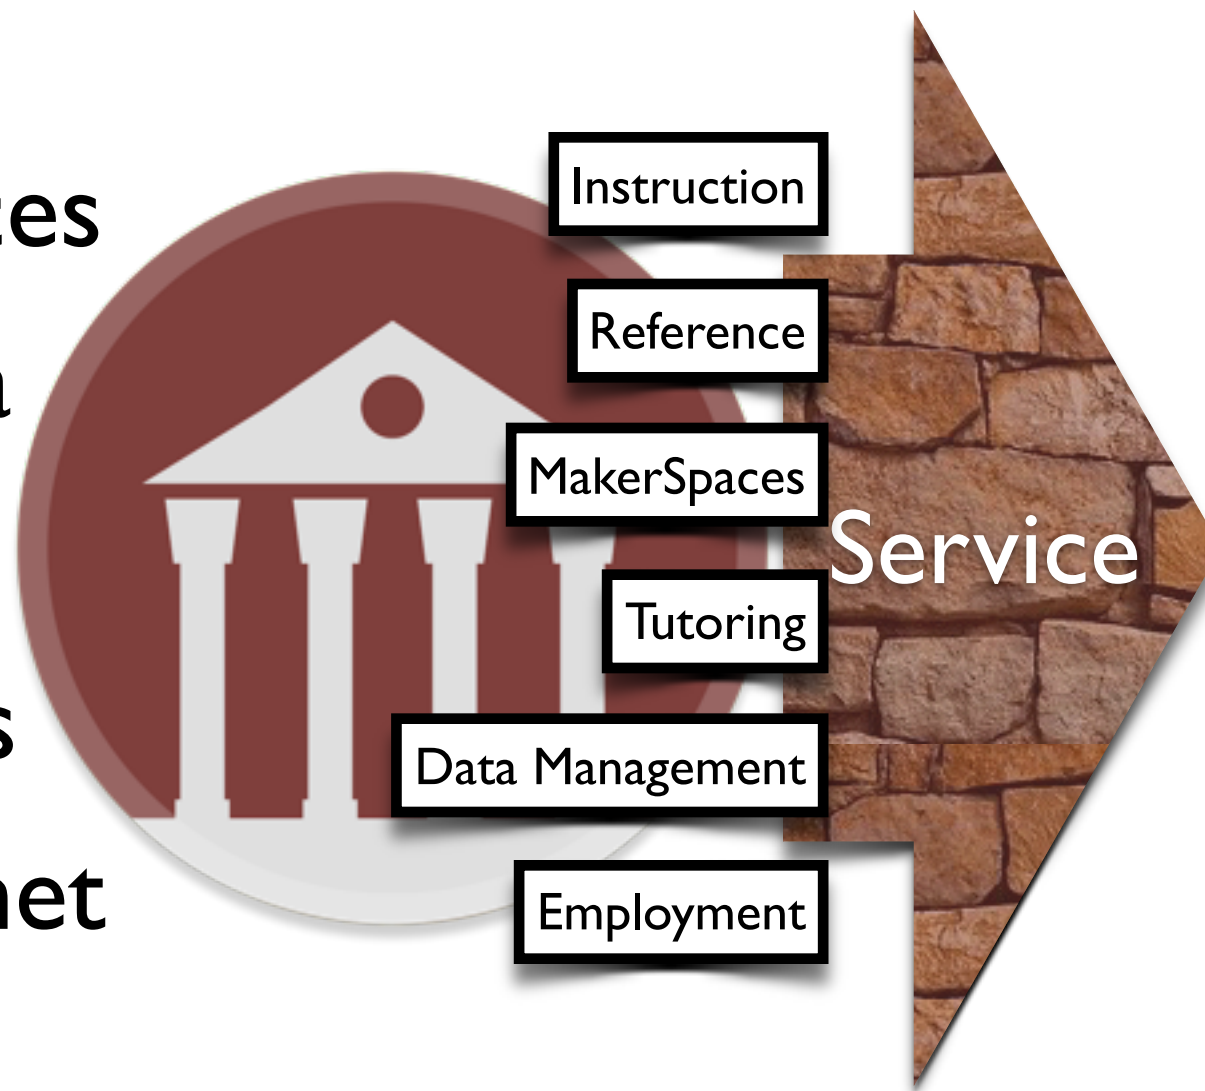 Instruction
Reference
MakerSpaces
Service
Tutoring
Data Management
Employment